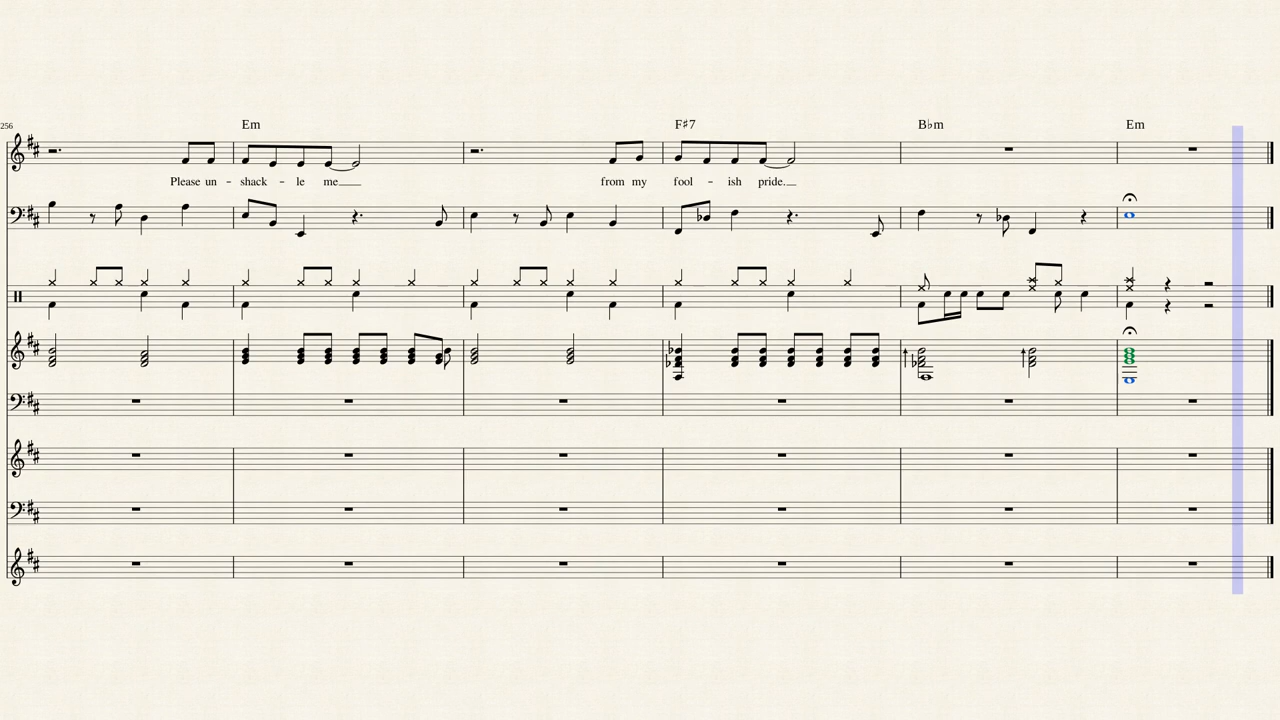 256
Em F♯7 B♭m Em
Please un - shack - le me from my fool - ish pride.